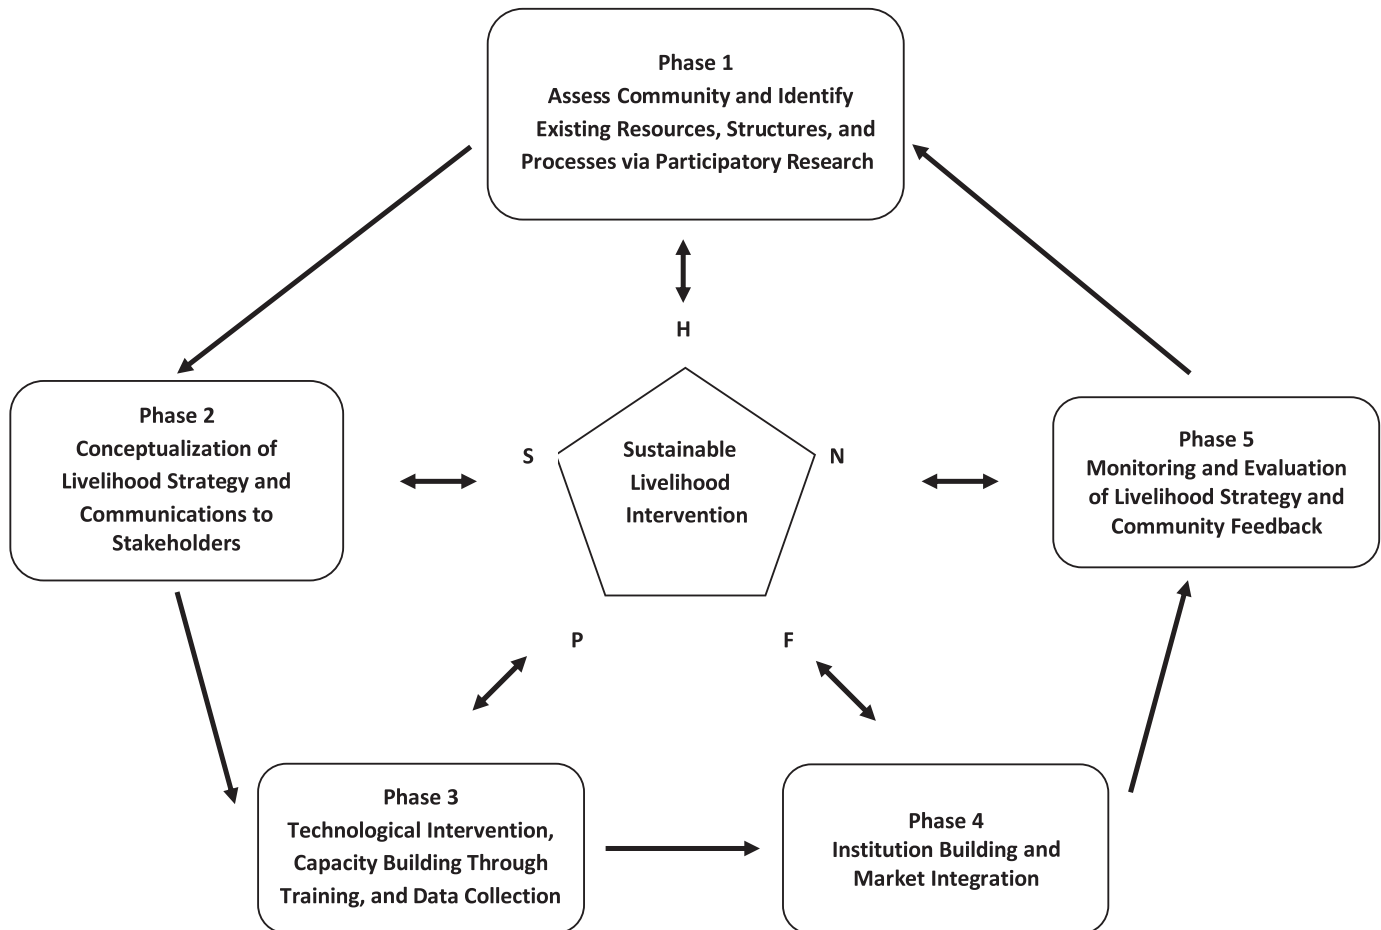 Phase 1
Assess Community and Identify
Existing Resources, Structures, and
Processes via Participatory Research
H
Phase 2
Conceptualization of
Livelihood Strategy and
Communications to
Stakeholders
S
Sustainable
Livelihood
Intervention
N
Phase 5
Monitoring and Evaluation
of Livelihood Strategy and
Community Feedback
P
F
Phase 3
Technological Intervention,
Capacity Building Through
Training, and Data Collection
Phase 4
Institution Building and
Market Integration